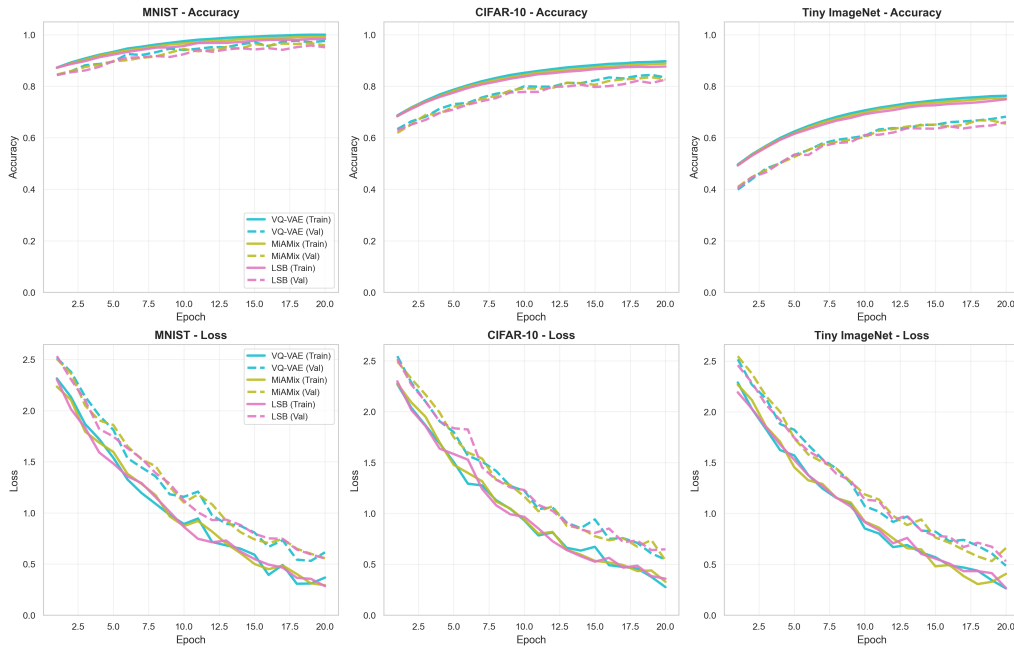 MNIST - Accuracy
1.0
0.8
0.6
0.4
0.2
0.0
Accuracy
2.5 5.0 7.5 10.0 12.5 15.0 17.5 20.0
Epoch
VQ-VAE (Train)
VQ-VAE (Val)
MiAMix (Train)
MiAMix (Val)
LSB (Train)
LSB (Val)
CIFAR-10 - Accuracy
1.0
0.8
0.6
0.4
0.2
0.0
Accuracy
2.5 5.0 7.5 10.0 12.5 15.0 17.5 20.0
Epoch
Tiny ImageNet - Accuracy
1.0
0.8
0.6
0.4
0.2
0.0
Accuracy
2.5 5.0 7.5 10.0 12.5 15.0 17.5 20.0
Epoch
MNIST - Loss
2.5
2.0
1.5
1.0
0.5
0.0
Loss
2.5 5.0 7.5 10.0 12.5 15.0 17.5 20.0
Epoch
VQ-VAE (Train)
VQ-VAE (Val)
MiAMix (Train)
MiAMix (Val)
LSB (Train)
LSB (Val)
CIFAR-10 - Loss
2.5
2.0
1.5
1.0
0.5
0.0
Loss
2.5 5.0 7.5 10.0 12.5 15.0 17.5 20.0
Epoch
Tiny ImageNet - Loss
2.5
2.0
1.5
1.0
0.5
0.0
Loss
2.5 5.0 7.5 10.0 12.5 15.0 17.5 20.0
Epoch